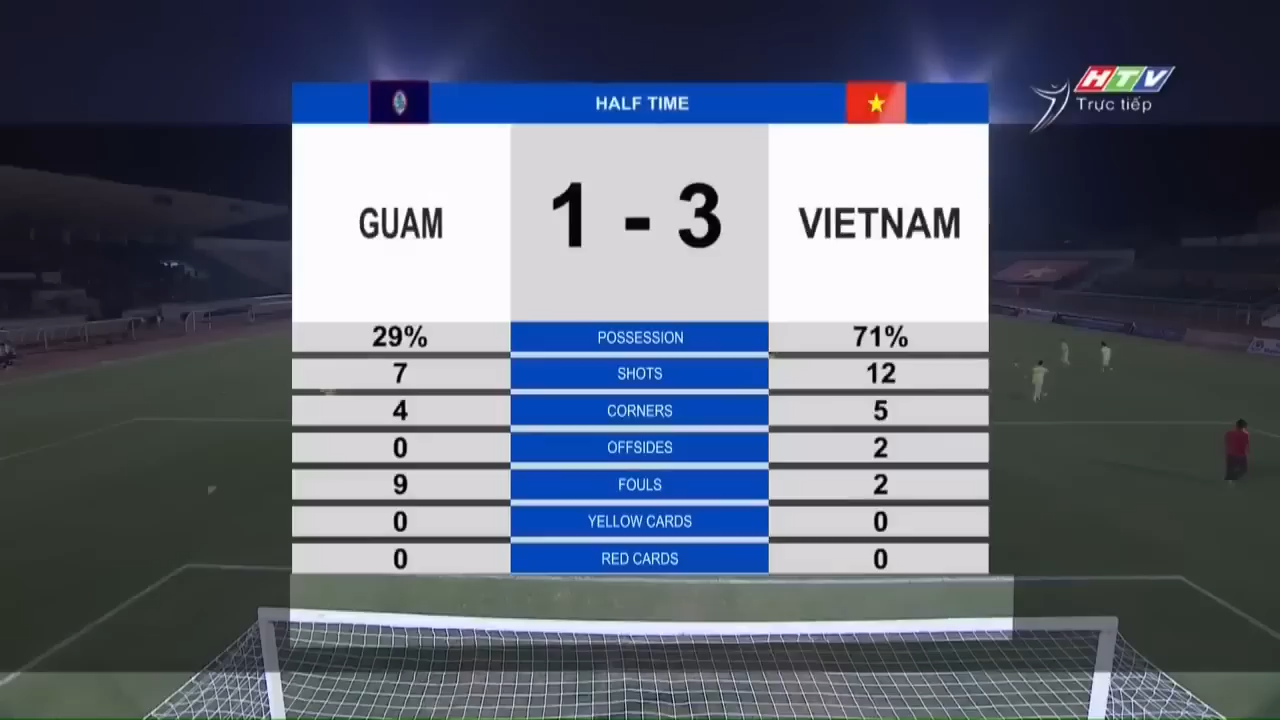 HTV
Trực tiếp
HALF TIME
GUAM 1 - 3 VIETNAM
29% POSSESSION 71%
7 SHOTS 12
4 CORNERS 5
0 OFFSIDES 2
9 FOULS 2
0 YELLOW CARDS 0
0 RED CARDS 0